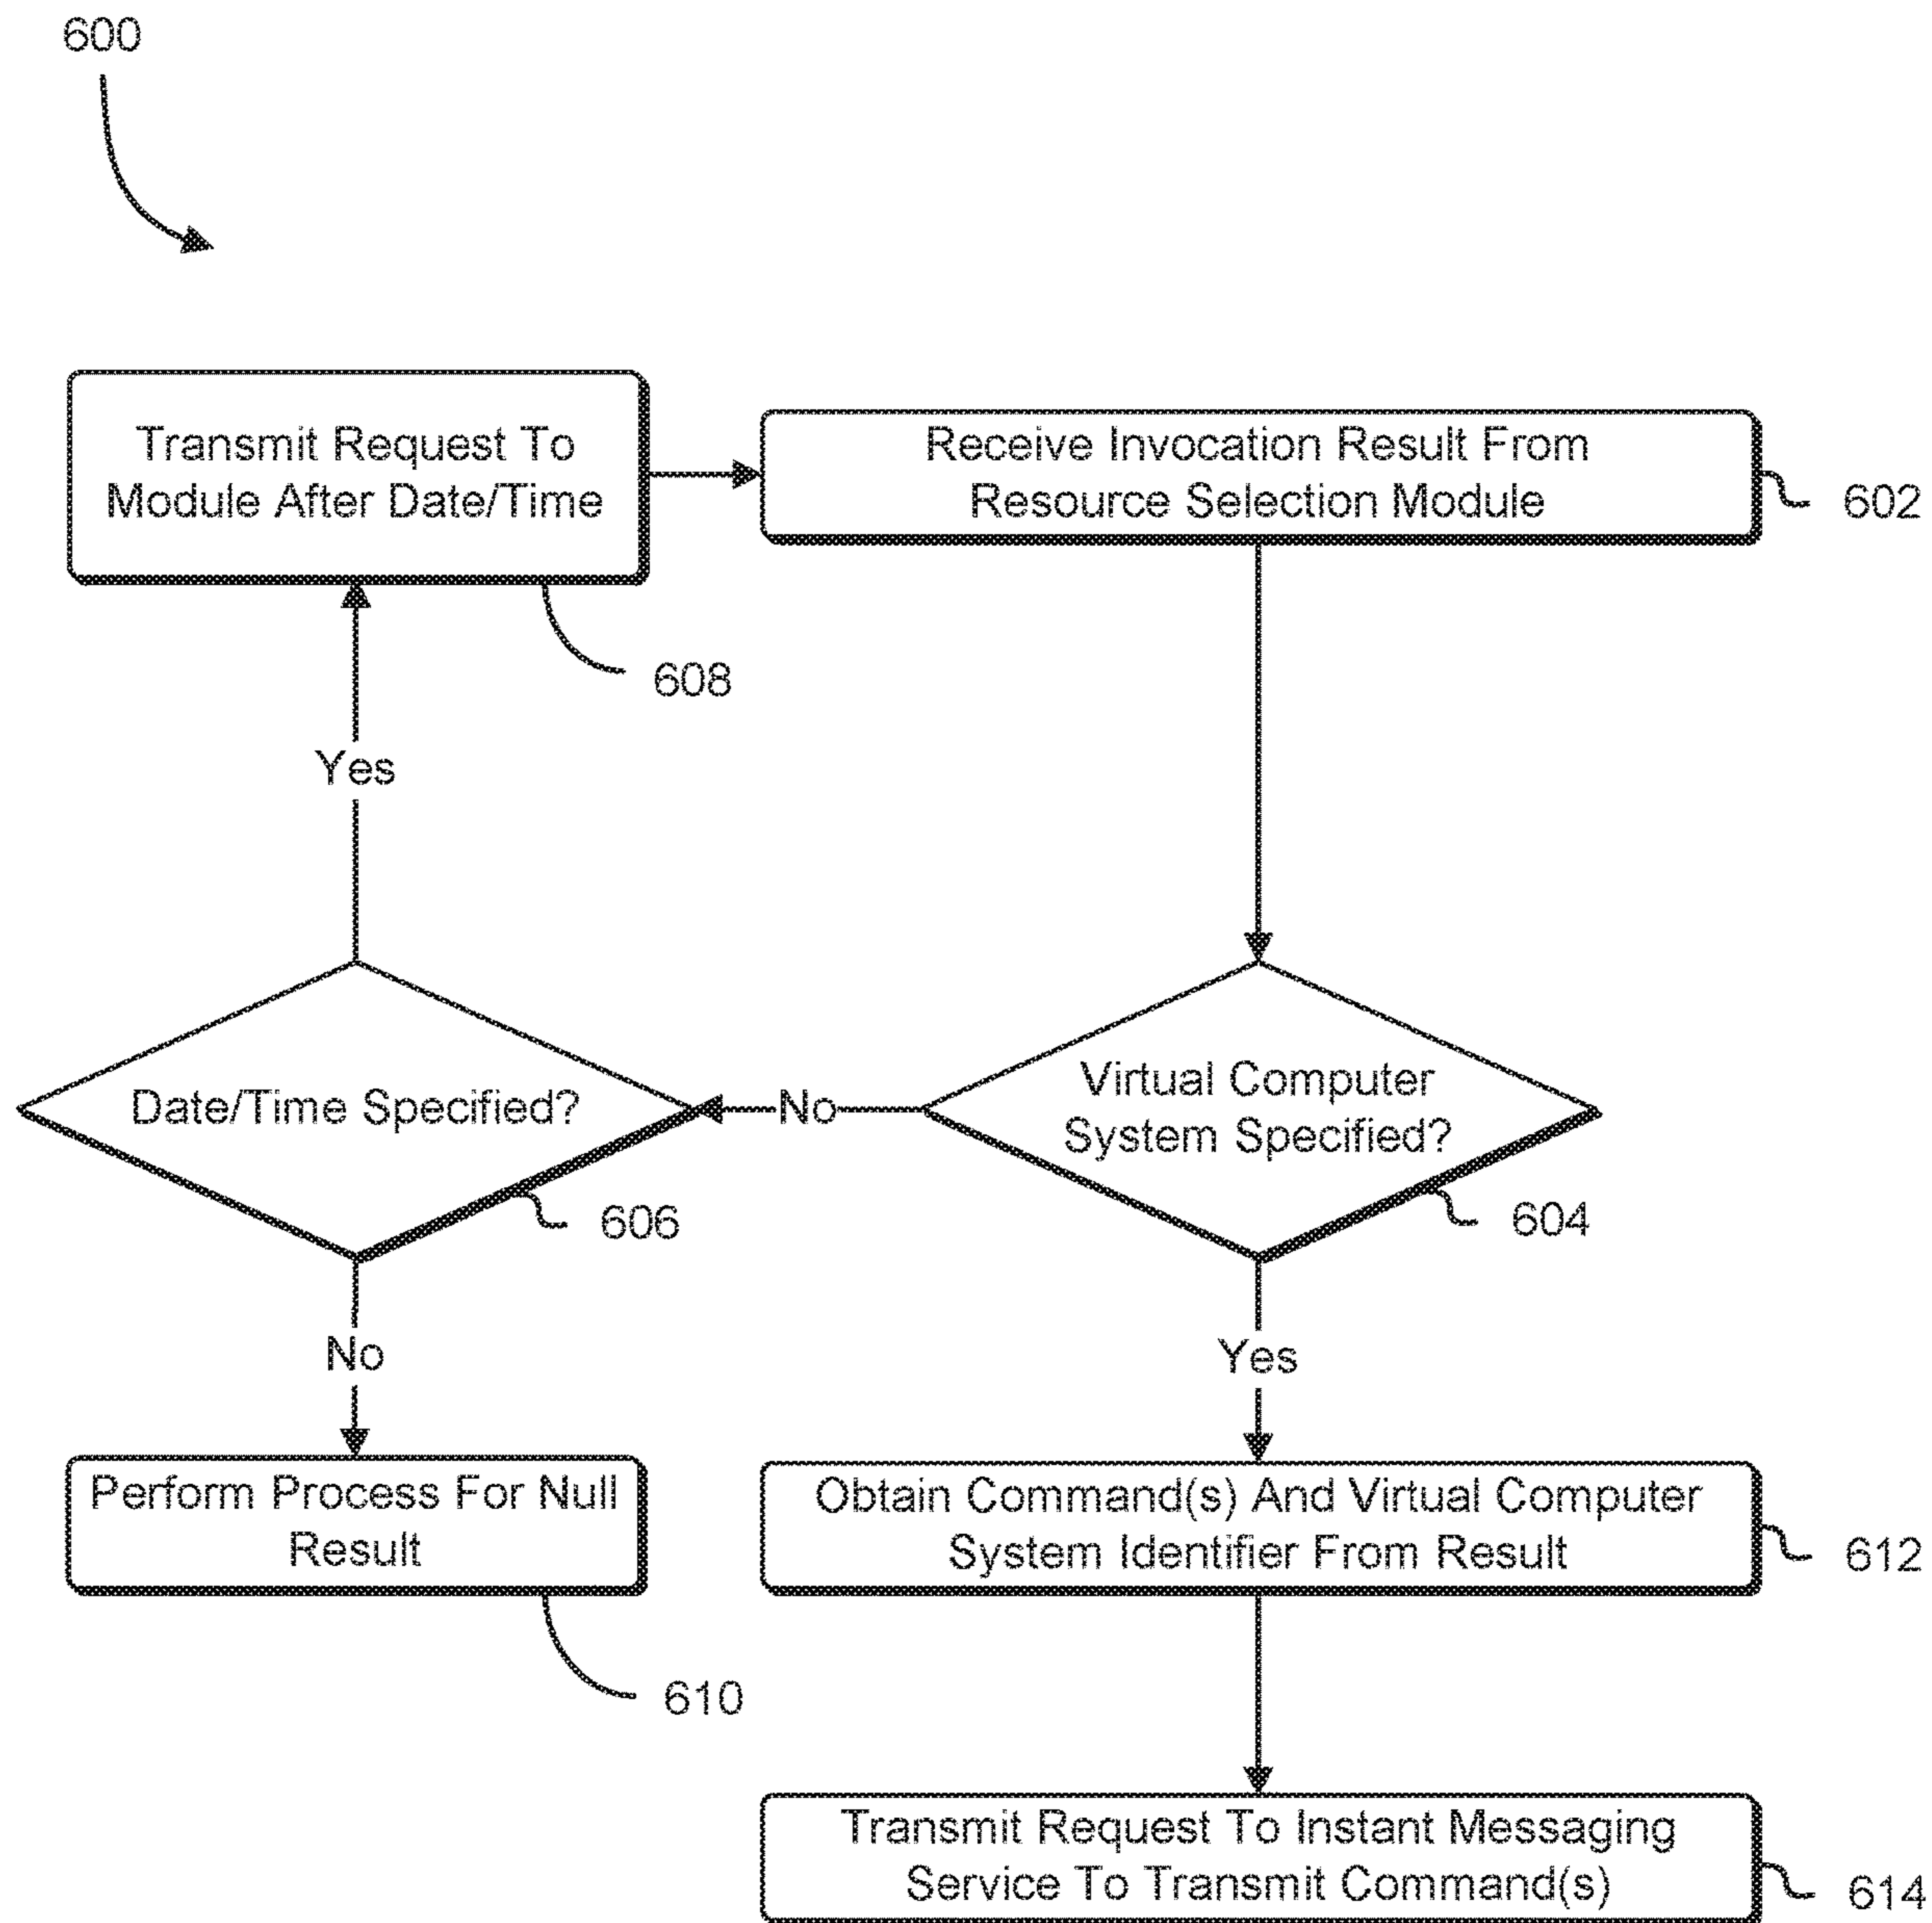 600
Transmit Request To
Module After Date/Time
608
Receive Invocation Result From
Resource Selection Module
602
Yes
Date/Time Specified?
606
No
Virtual Computer
System Specified?
604
No
Yes
Perform Process For Null
Result
610
Obtain Command(s) And Virtual Computer
System Identifier From Result
612
Transmit Request To Instant Messaging
Service To Transmit Command(s)
614